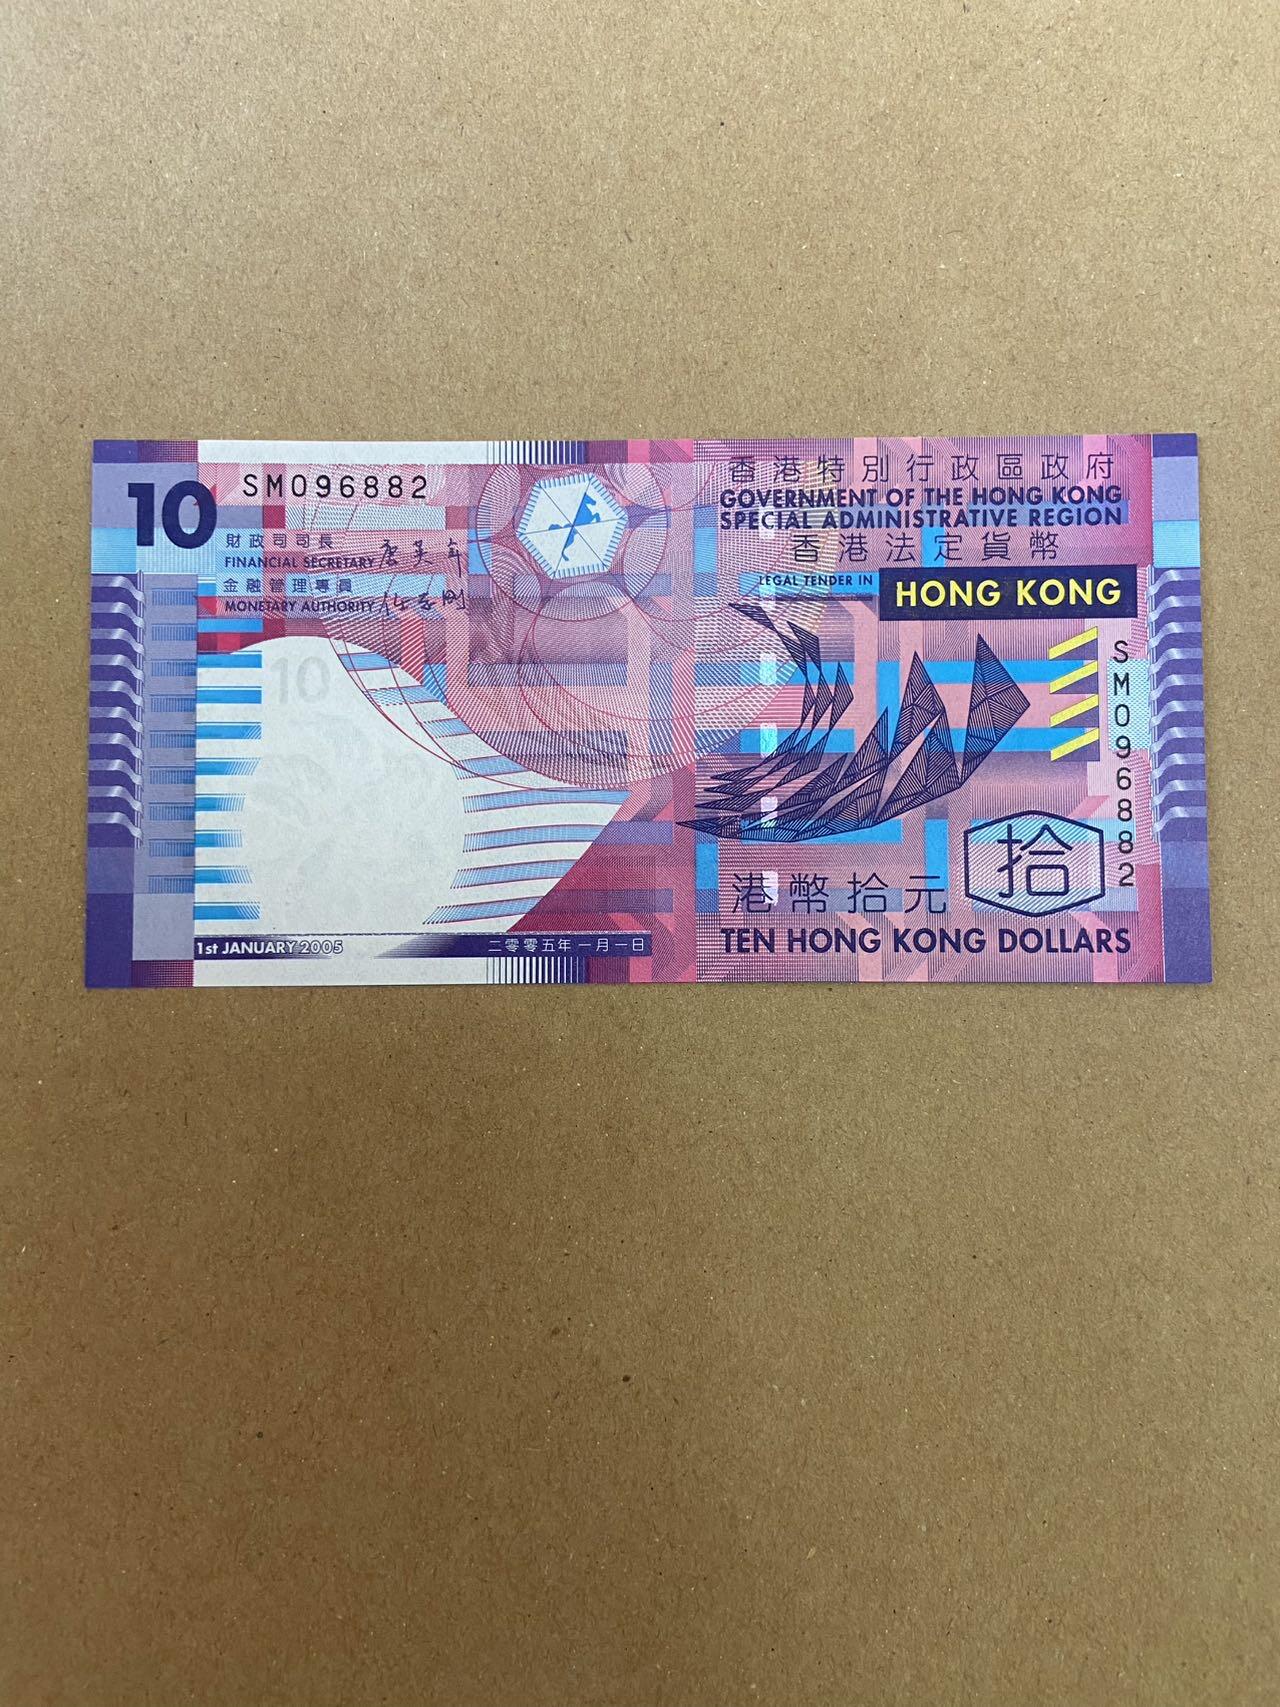 10
SM096882
財政司司長
FINANCIAL SECRETARY
金融管理專員
MONETARY AUTHORITY
10
1st JANUARY 2005
二零零五年一月一日
香港特別行政區政府
GOVERNMENT OF THE HONG KONG
SPECIAL ADMINISTRATIVE REGION
香港法定貨幣
LEGAL TENDER IN
HONG KONG
SM096882
拾
港幣拾元
TEN HONG KONG DOLLARS